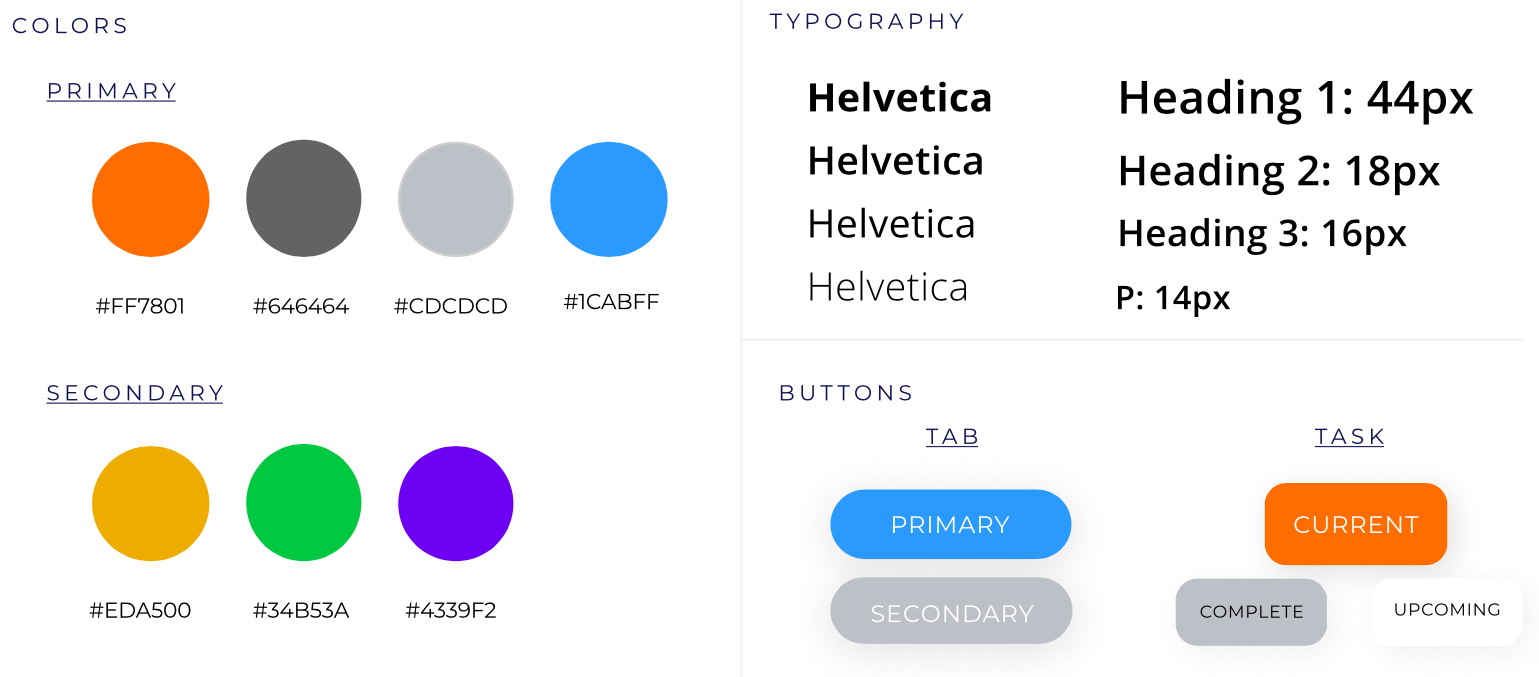 COLORS
PRIMARY
#FF7801
#646464
#CDCDCD
#1CABFF
SECONDARY
#EDA500
#34B53A
#4339F2
TYPOGRAPHY
Helvetica
Helvetica
Helvetica
Helvetica
Heading 1: 44px
Heading 2: 18px
Heading 3: 16px
P: 14px
BUTTONS
TAB
PRIMARY
SECONDARY
TASK
CURRENT
COMPLETE
UPCOMING